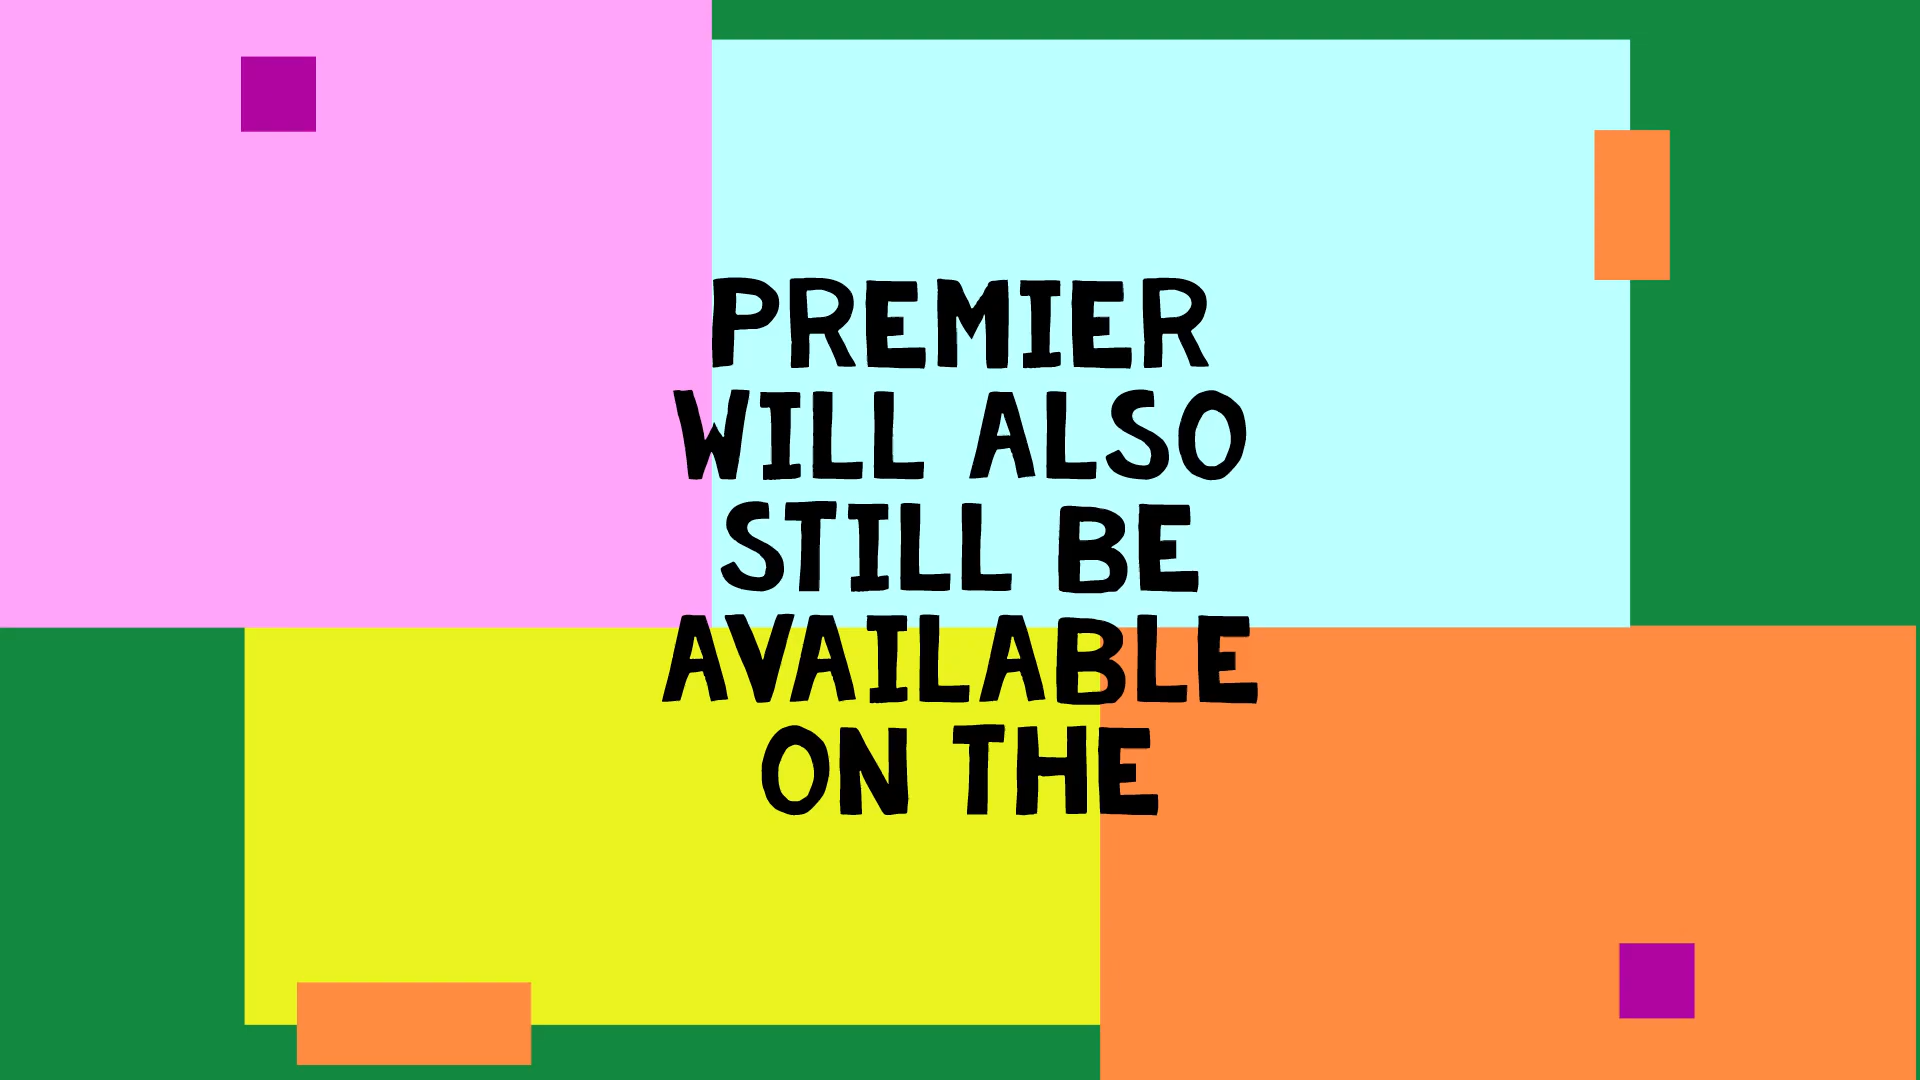 PREMIER
WILL ALSO
STILL BE
AVAILABLE
ON THE